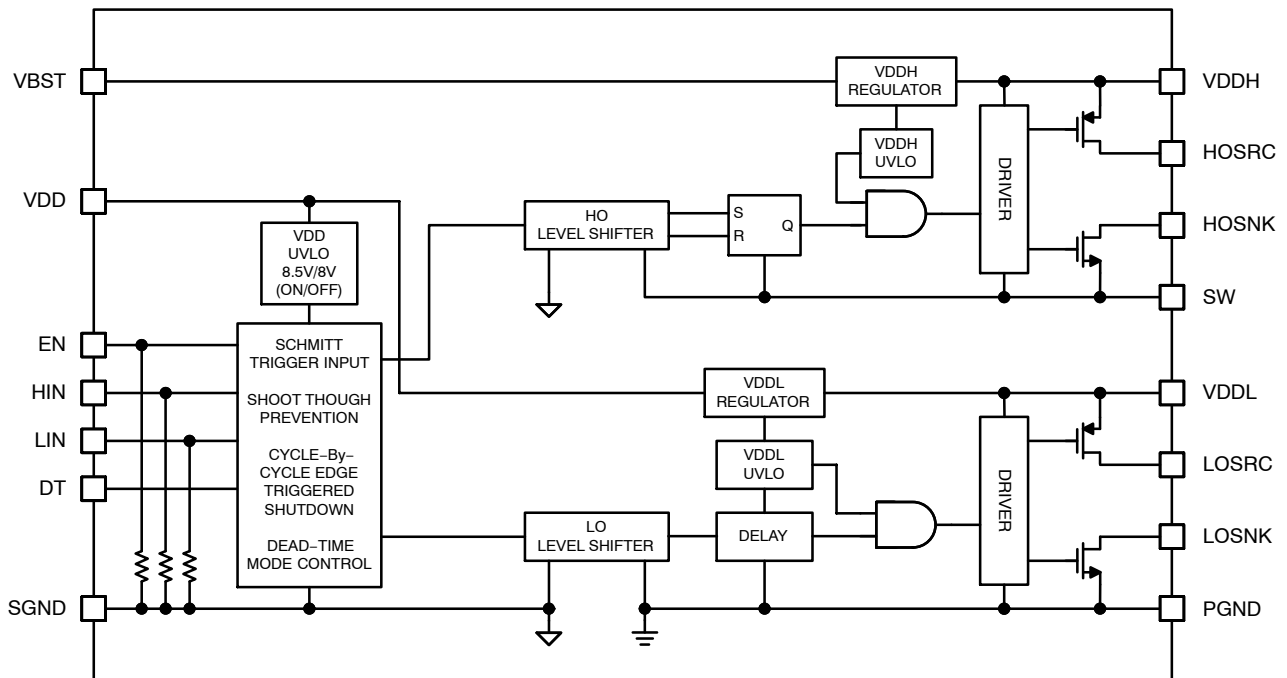 VBST
VDD
EN
HIN
LIN
DT
SGND
VDD
UVLO
8.5V/8V
(ON/OFF)
SCHMITT
TRIGGER INPUT
SHOOT THOUGH
PREVENTION
CYCLE−By−
CYCLE EDGE
TRIGGERED
SHUTDOWN
DEAD−TIME
MODE CONTROL
HO
LEVEL SHIFTER
S
R
Q
VDDH
REGULATOR
VDDH
UVLO
DRIVER
LO
LEVEL SHIFTER
VDDL
REGULATOR
VDDL
UVLO
DELAY
DRIVER
VDDH
HOSRC
HOSNK
SW
VDDL
LOSRC
LOSNK
PGND